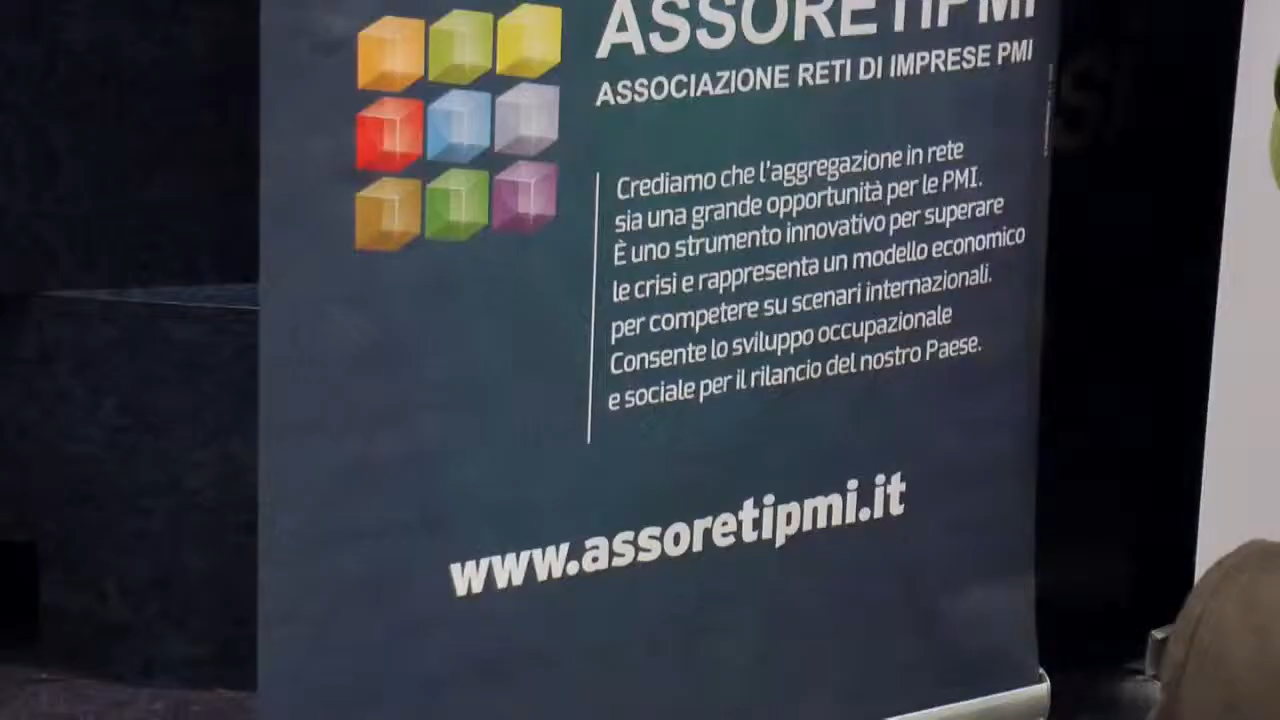 ASSORETIPMI
ASSOCIAZIONE RETI DI IMPRESE PMI
Crediamo che l'aggregazione in rete
sia una grande opportunità per le PMI.
È uno strumento innovativo per superare
le crisi e rappresenta un modello economico
per competere su scenari internazionali.
Consente lo sviluppo occupazionale
e sociale per il rilancio del nostro Paese.
www.assoretipmi.it